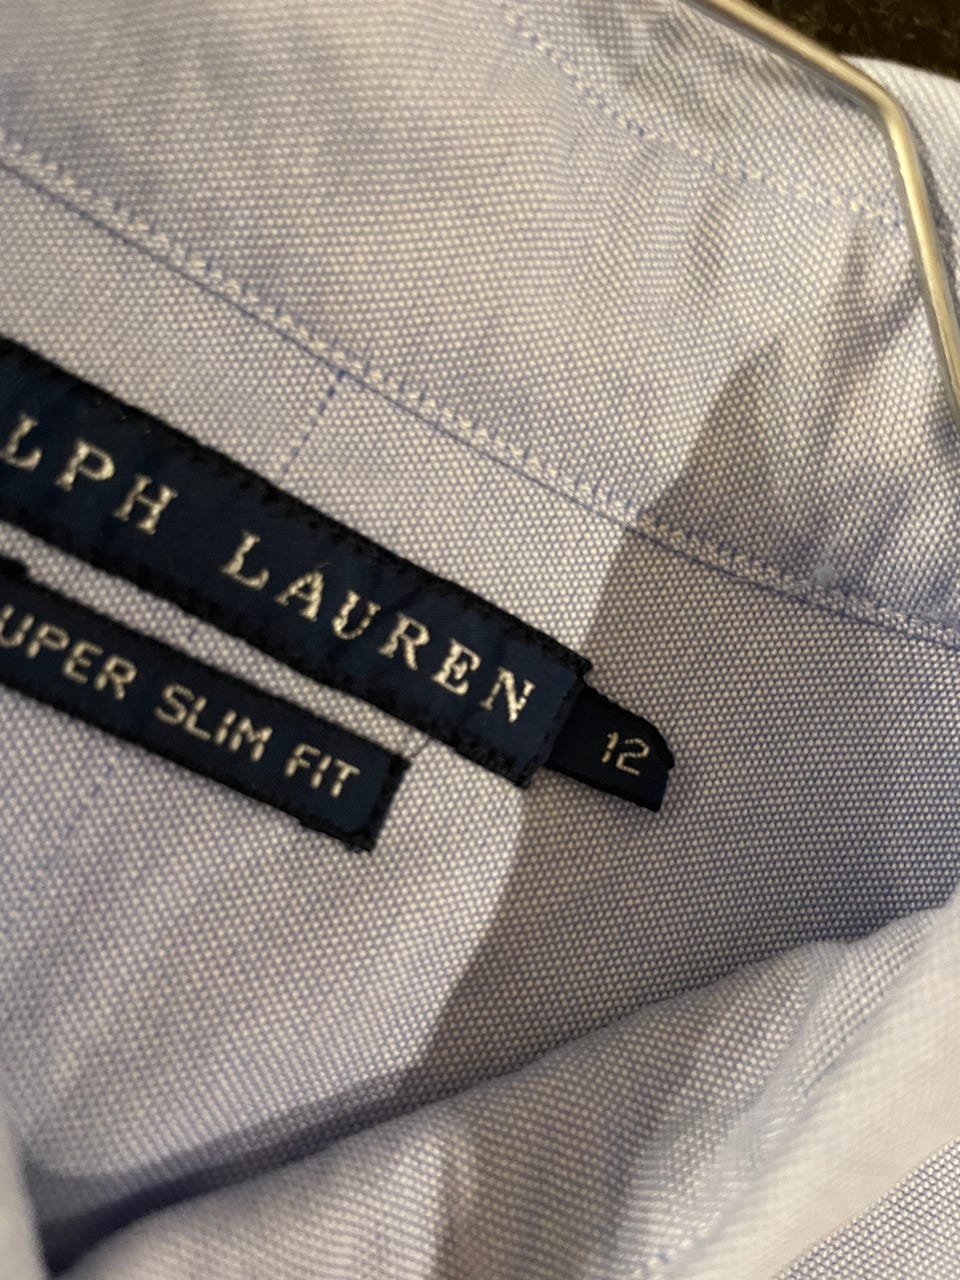 LPH LAUREN
12
UPER SLIM FIT